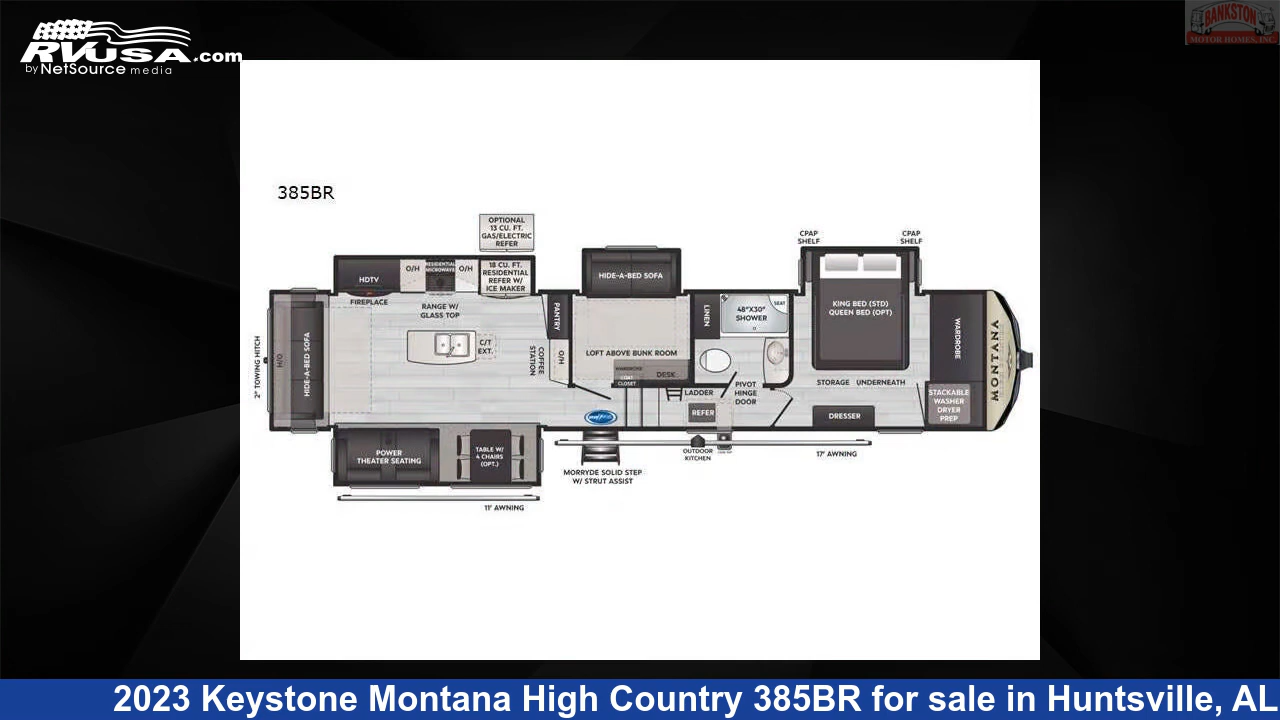 RVUSA.com
by NetSource media
BANKSTON
MOTOR HOMES, INC.
385BR
OPTIONAL
13 CU. FT.
GAS/ELECTRIC
REFER
HDTV
O/H
RESIDENTIAL
MICROWAVE
O/H
18 CU. FT.
RESIDENTIAL
REFER W/
ICE MAKER
FIREPLACE
RANGE W/
GLASS TOP
2" TOWING HITCH
O/H
HIDE-A-BED SOFA
C/T
EXT.
COFFEE
STATION
PANTRY
O/H
HIDE-A-BED SOFA
LOFT ABOVE BUNK ROOM
WARDROBE
DESK
COAT
CLOSET
LINEN
48"X30"
SHOWER
SEAT
CPAP
SHELF
CPAP
SHELF
KING BED (STD)
QUEEN BED (OPT)
STORAGE UNDERNEATH
WARDROBE
MONTANA
STACKABLE
WASHER
DRYER
PREP
DRESSER
PIVOT
HINGE
DOOR
LADDER
REFER
OUTDOOR
KITCHEN
17' AWNING
POWER
THEATER SEATING
TABLE W/
4 CHAIRS
(OPT.)
MORRYDE SOLID STEP
W/ STRUT ASSIST
11' AWNING
2023 Keystone Montana High Country 385BR for sale in Huntsville, AL